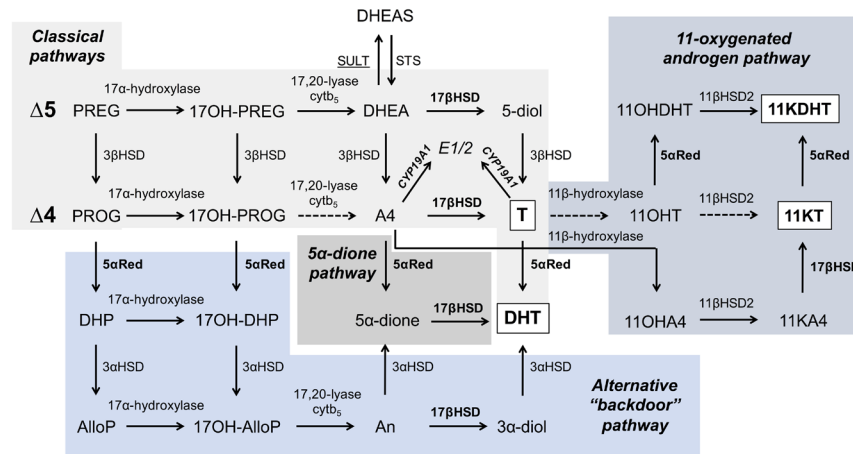 DHEAS
Classical
pathways
SULT STS
11-oxygenated
androgen pathway
17α-hydroxylase 17,20-lyase
cytb5
17βHSD 11βHSD2
Δ5 PREG 17OH-PREG DHEA 5-diol 11OHDHT 11KDHT
3βHSD 3βHSD 3βHSD CYP19A1 E1/2 CYP19A1 3βHSD 5αRed 5αRed
17α-hydroxylase 17,20-lyase
cytb5
17βHSD 11β-hydroxylase 11βHSD2
Δ4 PROG 17OH-PROG A4 T 11OHT 11KT
11β-hydroxylase
5αRed 5αRed 5α-dione
pathway
5αRed 5αRed 17βHSD
17α-hydroxylase 17βHSD 11βHSD2
DHP 17OH-DHP 5α-dione DHT 11OHA4 11KA4
3αHSD 3αHSD 3αHSD 3αHSD
17α-hydroxylase 17,20-lyase
cytb5
17βHSD
AlloP 17OH-AlloP An 3α-diol
Alternative
“backdoor”
pathway